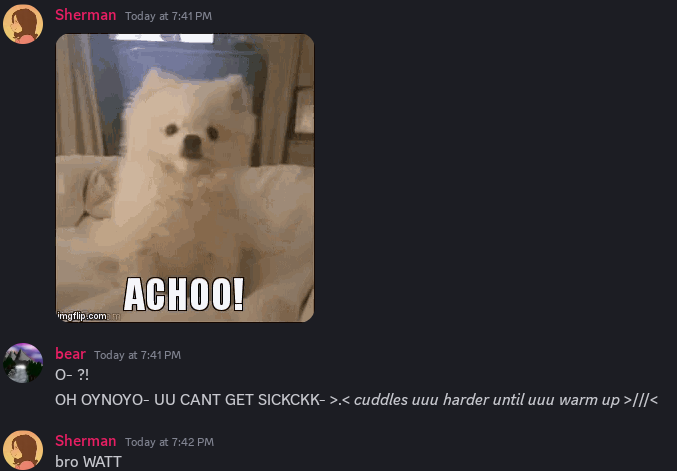 Sherman Today at 7:41 PM
ACHOO!
imgflip.com
bear Today at 7:41 PM
O- ?!
OH OYNOYO- UU CANT GET SICKCKK- >.< cuddles uuu harder until uuu warm up >///<
Sherman Today at 7:42 PM
bro WATT